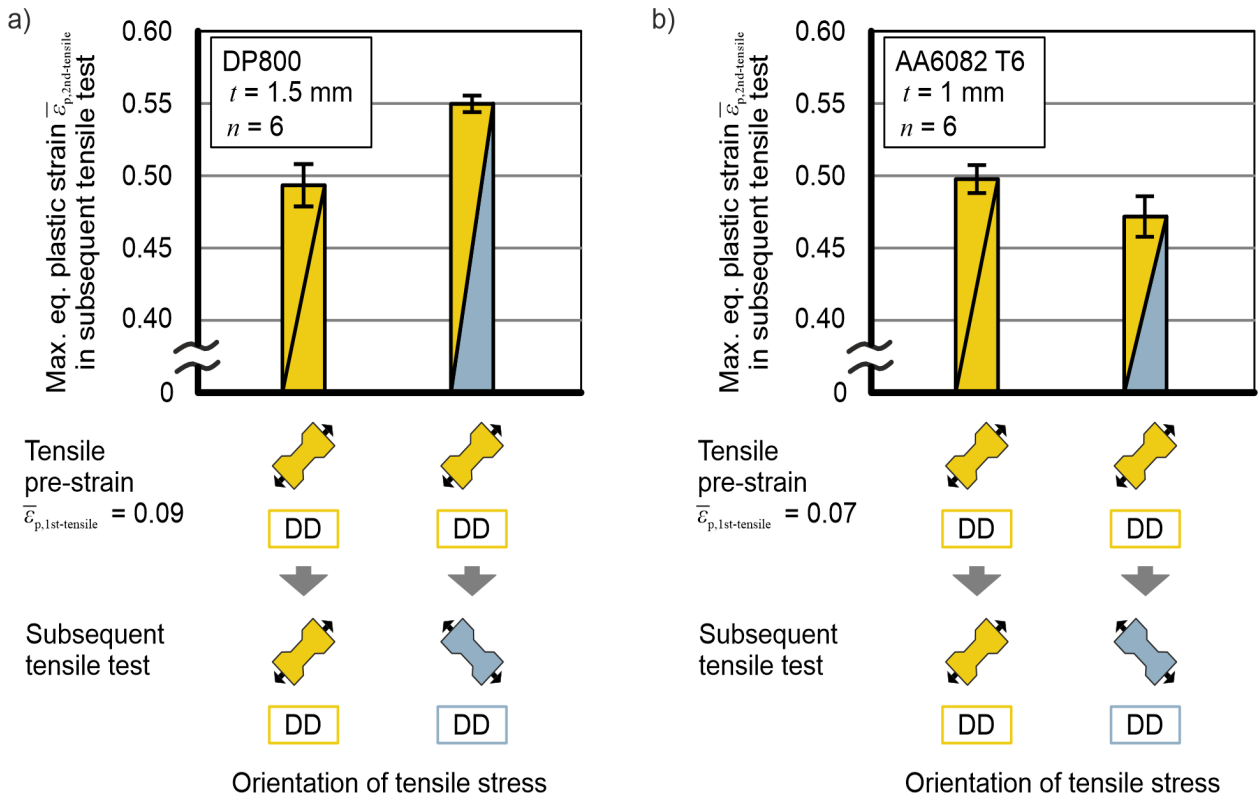 a)
Max. eq. plastic strain ε̅p,2nd-tensile
in subsequent tensile test
0.60
0.55
0.50
0.45
0.40
0
DP800
t = 1.5 mm
n = 6
Tensile
pre-strain
ε̅p,1st-tensile = 0.09
DD
DD
Subsequent
tensile test
DD
DD
Orientation of tensile stress
b)
Max. eq. plastic strain ε̅p,2nd-tensile
in subsequent tensile test
0.60
0.55
0.50
0.45
0.40
0
AA6082 T6
t = 1 mm
n = 6
Tensile
pre-strain
ε̅p,1st-tensile = 0.07
DD
DD
Subsequent
tensile test
DD
DD
Orientation of tensile stress